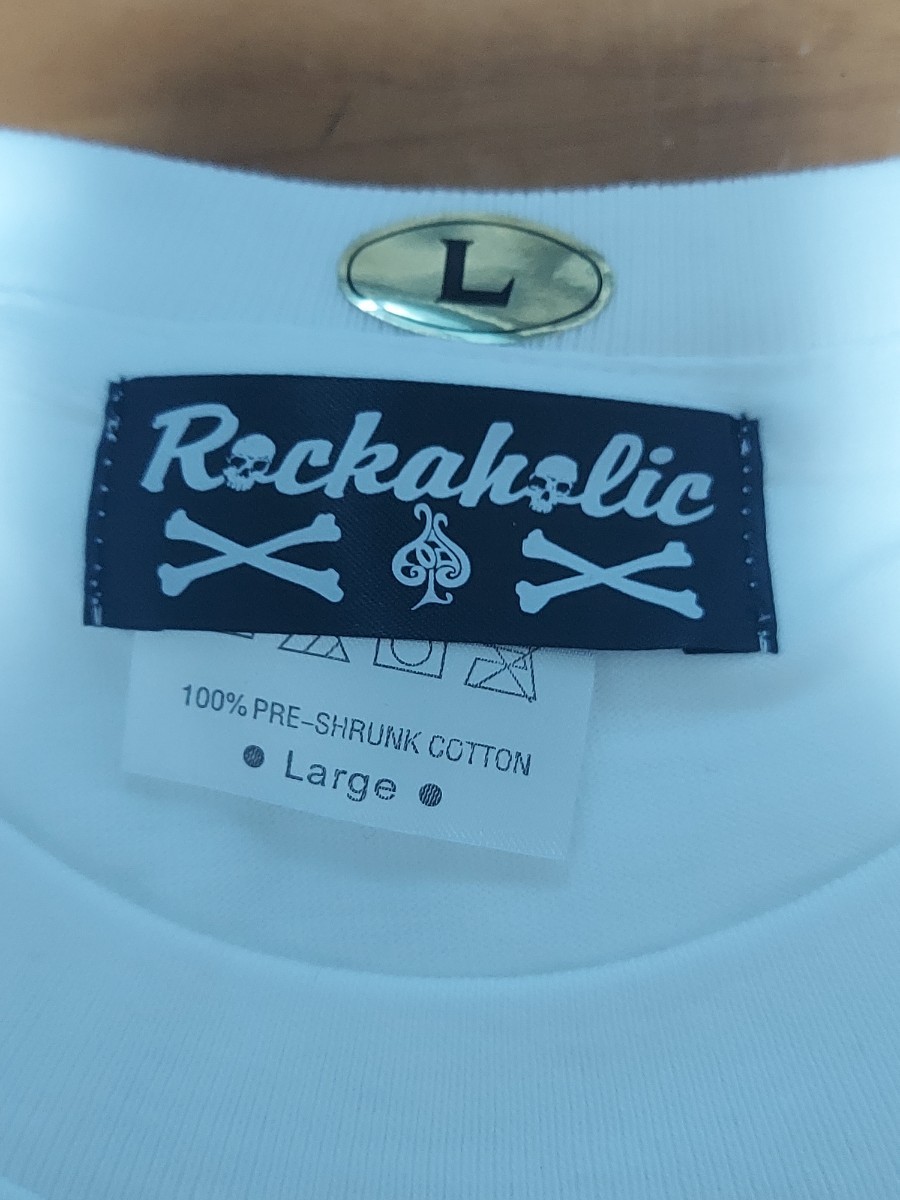 L
Rockaholic
100% PRE-SHRUNK COTTON
• Large •